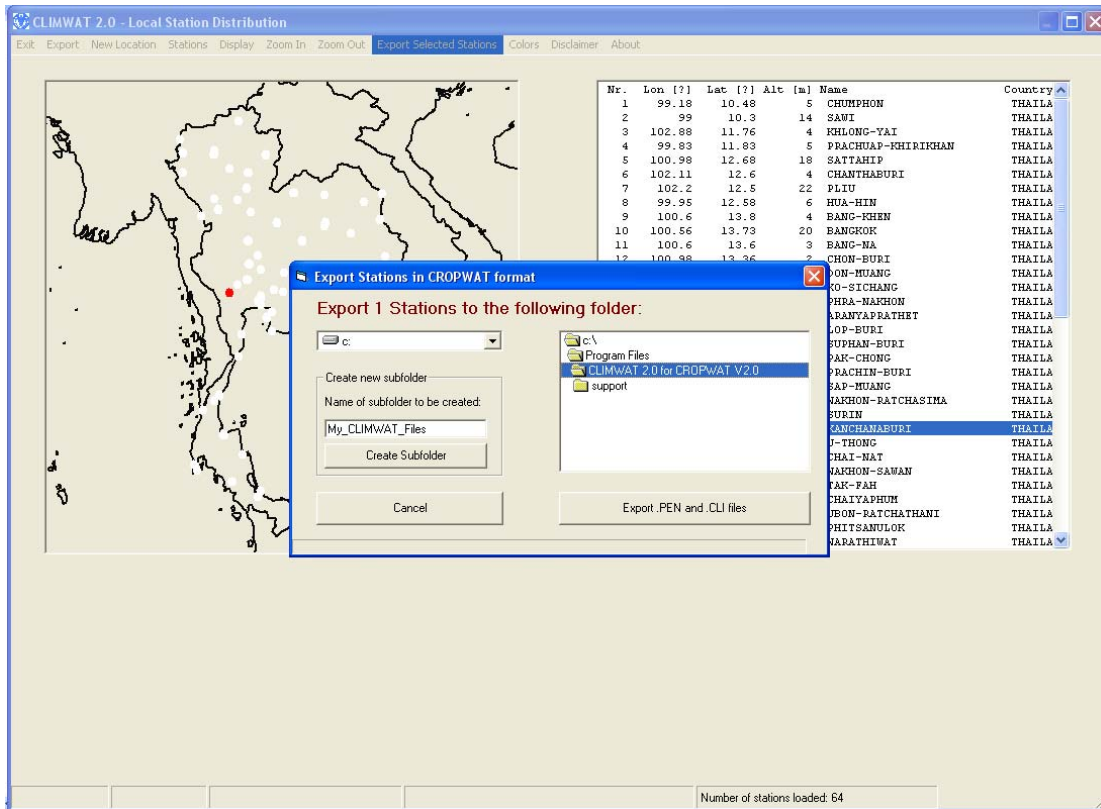 CLIMWAT 2.0 - Local Station Distribution
Exit Export New Location Stations Display Zoom In Zoom Out Export Selected Stations Colors Disclaimer About
Nr. Lon [?] Lat [?] Alt [m] Name Country
1 99.18 10.48 5 CHUMPHON THAILA
2 99 10.3 14 SAWI THAILA
3 102.88 11.76 4 KHLONG-YAI THAILA
4 99.83 11.83 5 PRACHUAP-KHIRIKHAN THAILA
5 100.98 12.68 18 SATTAHIP THAILA
6 102.11 12.6 4 CHANTHABURI THAILA
7 102.2 12.5 22 PLIU THAILA
8 99.95 12.58 6 HUA-HIN THAILA
9 100.6 13.8 4 BANG-KHEN THAILA
10 100.56 13.73 20 BANGKOK THAILA
11 100.6 13.6 3 BANG-NA THAILA
12 100.98 13.36 2 CHON-BURI THAILA
DON-MUANG THAILA
KO-SICHANG THAILA
PHRA-NAKHON THAILA
ARANYAPRATHET THAILA
LOP-BURI THAILA
SUPHAN-BURI THAILA
PAK-CHONG THAILA
PRACHIN-BURI THAILA
SAP-MUANG THAILA
NAKHON-RATCHASIMA THAILA
SURIN THAILA
KANCHANABURI THAILA
U-THONG THAILA
CHAI-NAT THAILA
NAKHON-SAWAN THAILA
TAK-FAH THAILA
CHAIYAPHUM THAILA
UBON-RATCHATHANI THAILA
PHITSANULOK THAILA
NARATHIWAT THAILA
Export Stations in CROPWAT format
Export 1 Stations to the following folder:
c:
Create new subfolder
Name of subfolder to be created:
My_CLIMWAT_Files
Create Subfolder
c:\
Program Files
CLIMWAT 2.0 for CROPWAT V2.0
support
Cancel
Export .PEN and .CLI files
Number of stations loaded: 64